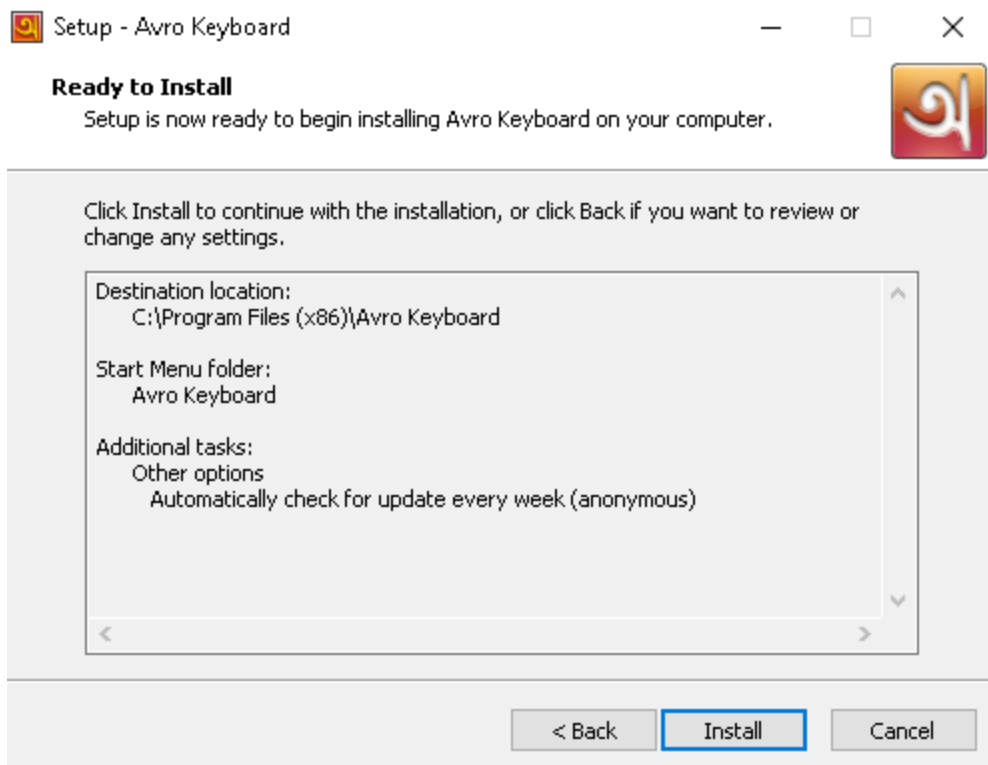 Setup - Avro Keyboard
Ready to Install
Setup is now ready to begin installing Avro Keyboard on your computer.
অ
Click Install to continue with the installation, or click Back if you want to review or
change any settings.
Destination location:
C:\Program Files (x86)\Avro Keyboard
Start Menu folder:
Avro Keyboard
Additional tasks:
Other options
Automatically check for update every week (anonymous)
< Back
Install
Cancel